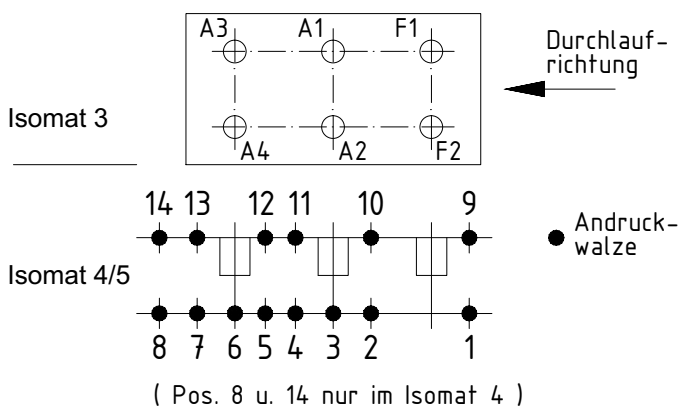 A3 A1 F1
Durchlauf-
richtung
Isomat 3
A4 A2 F2
14 13 12 11 10 9
Andruck-
walze
Isomat 4/5
8 7 6 5 4 3 2 1
( Pos. 8 u. 14 nur im Isomat 4 )